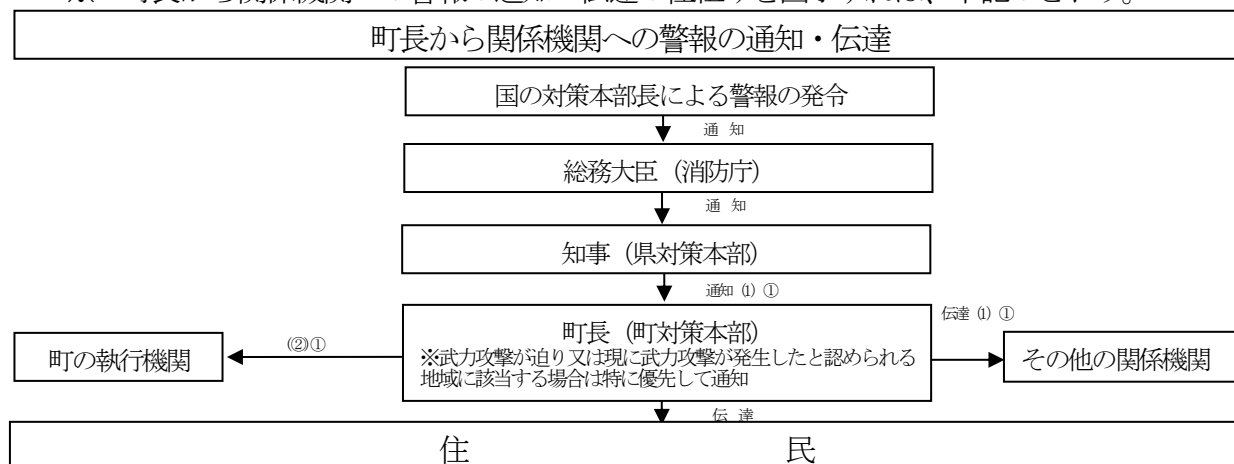 町長から関係機関への警報の通知・伝達
国の対策本部長による警報の発令
通 知
総務大臣（消防庁）
通 知
知事（県対策本部）
通知 (1) ①
町長（町対策本部）
※武力攻撃が迫り又は現に武力攻撃が発生したと認められる
地域に該当する場合は特に優先して通知
伝達 (1) ①
町の執行機関
(②)①
その他の関係機関
伝 達
住 民